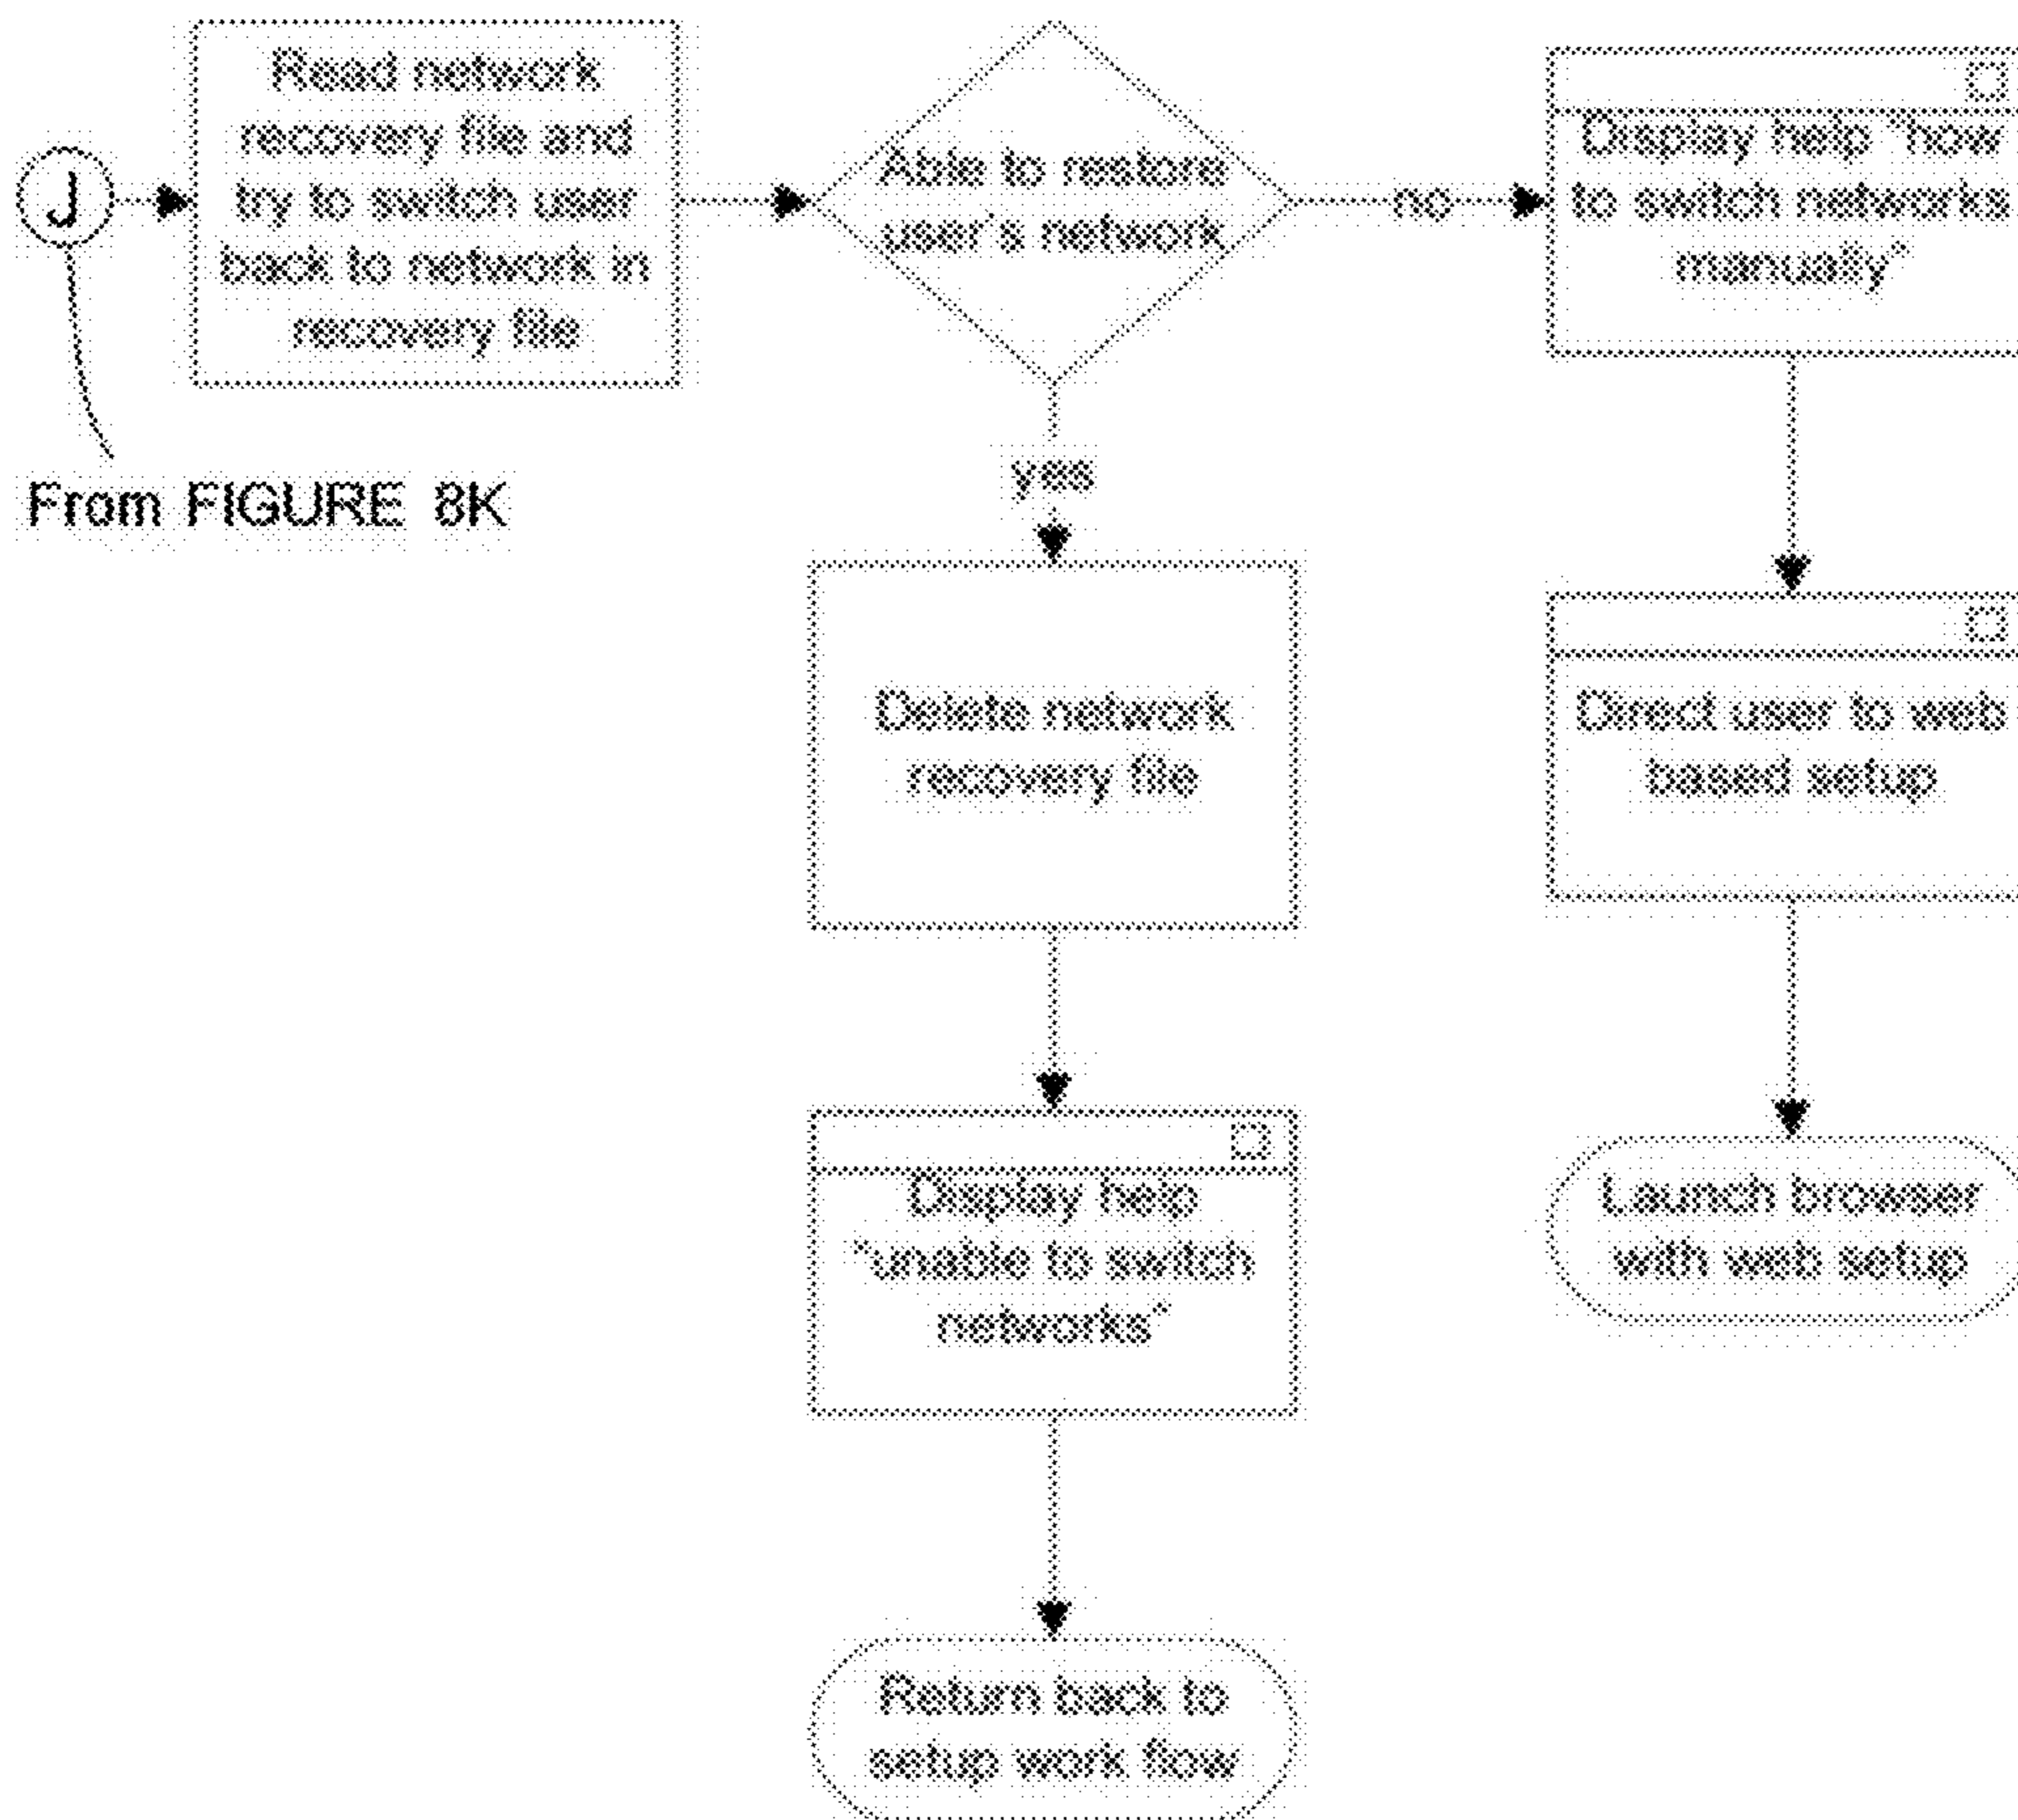 J
From FIGURE 8K
Read network
recovery file and
try to switch user
back to network in
recovery file
Able to restore
user's network
no
yes
Display help "how
to switch networks
manually"
Direct user to web
based setup
Launch browser
with web setup
Delete network
recovery file
Display help
"unable to switch
networks"
Return back to
setup work flow